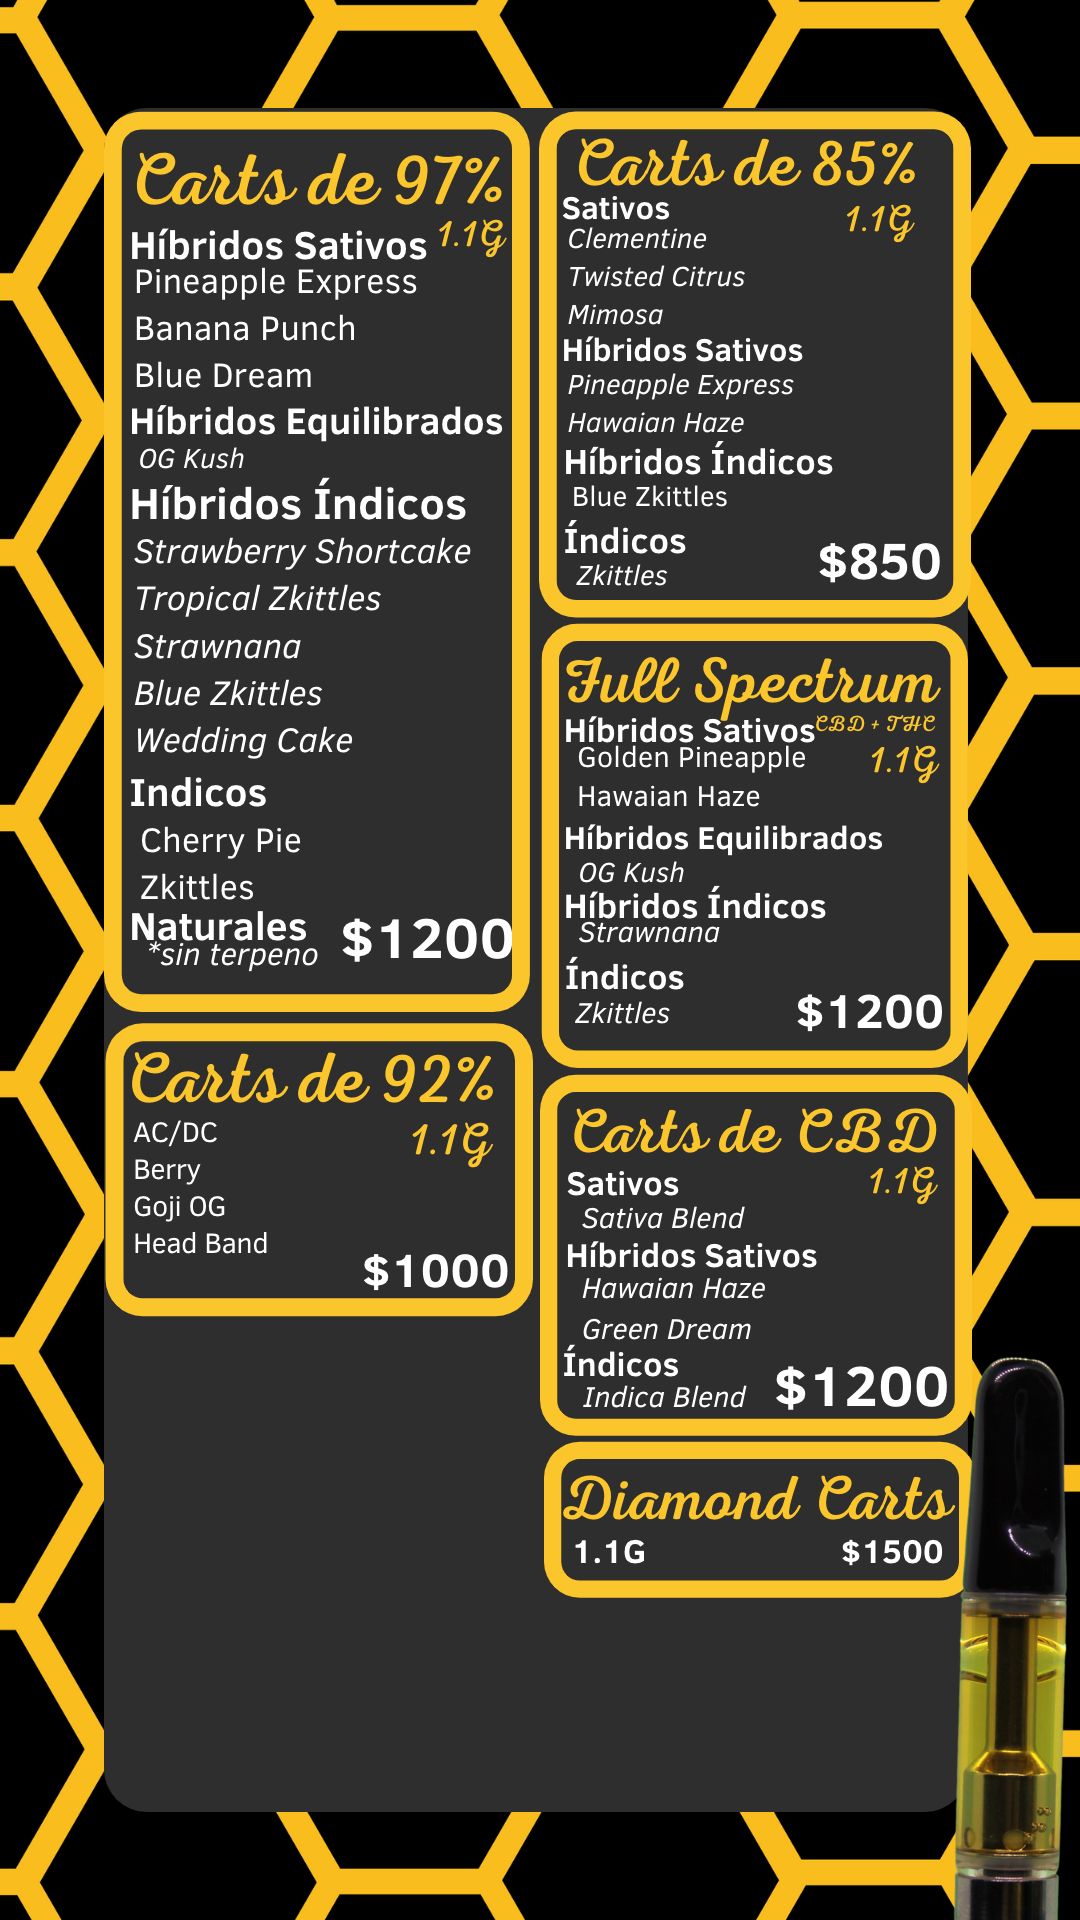 Carts de 97%
1.1G
Híbridos Sativos
Pineapple Express
Banana Punch
Blue Dream
Híbridos Equilibrados
OG Kush
Híbridos Índicos
Strawberry Shortcake
Tropical Zkittles
Strawnana
Blue Zkittles
Wedding Cake
Indicos
Cherry Pie
Zkittles
Naturales
*sin terpeno
$1200
Carts de 92%
1.1G
AC/DC
Berry
Goji OG
Head Band
$1000
Carts de 85%
1.1G
Sativos
Clementine
Twisted Citrus
Mimosa
Híbridos Sativos
Pineapple Express
Hawaian Haze
Híbridos Índicos
Blue Zkittles
Índicos
Zkittles
$850
Full Spectrum
CBD + THC
1.1G
Híbridos Sativos
Golden Pineapple
Hawaian Haze
Híbridos Equilibrados
OG Kush
Híbridos Índicos
Strawnana
Índicos
Zkittles
$1200
Carts de CBD
1.1G
Sativos
Sativa Blend
Híbridos Sativos
Hawaian Haze
Green Dream
Índicos
Indica Blend
$1200
Diamond Carts
1.1G $1500